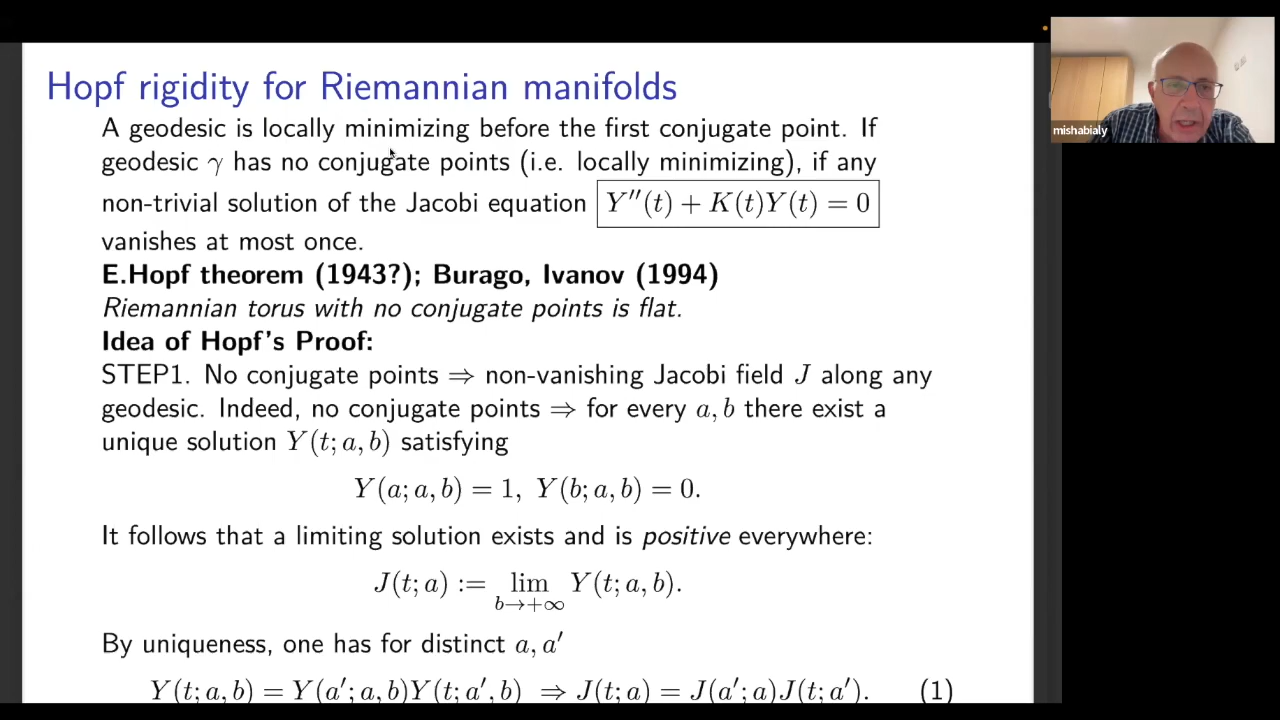 Hopf rigidity for Riemannian manifolds
A geodesic is locally minimizing before the first conjugate point. If
geodesic γ has no conjugate points (i.e. locally minimizing), if any
non-trivial solution of the Jacobi equation Y′′(t) + K(t)Y(t) = 0
vanishes at most once.
E.Hopf theorem (1943?); Burago, Ivanov (1994)
Riemannian torus with no conjugate points is flat.
Idea of Hopf's Proof:
STEP1. No conjugate points ⇒ non-vanishing Jacobi field J along any
geodesic. Indeed, no conjugate points ⇒ for every a, b there exist a
unique solution Y(t; a, b) satisfying
Y(a; a, b) = 1, Y(b; a, b) = 0.
It follows that a limiting solution exists and is positive everywhere:
J(t; a) := lim Y(t; a, b).
b→+∞
By uniqueness, one has for distinct a, a′
Y(t; a, b) = Y(a′; a, b)Y(t; a′, b) ⇒ J(t; a) = J(a′; a)J(t; a′). (1)
mishabialy